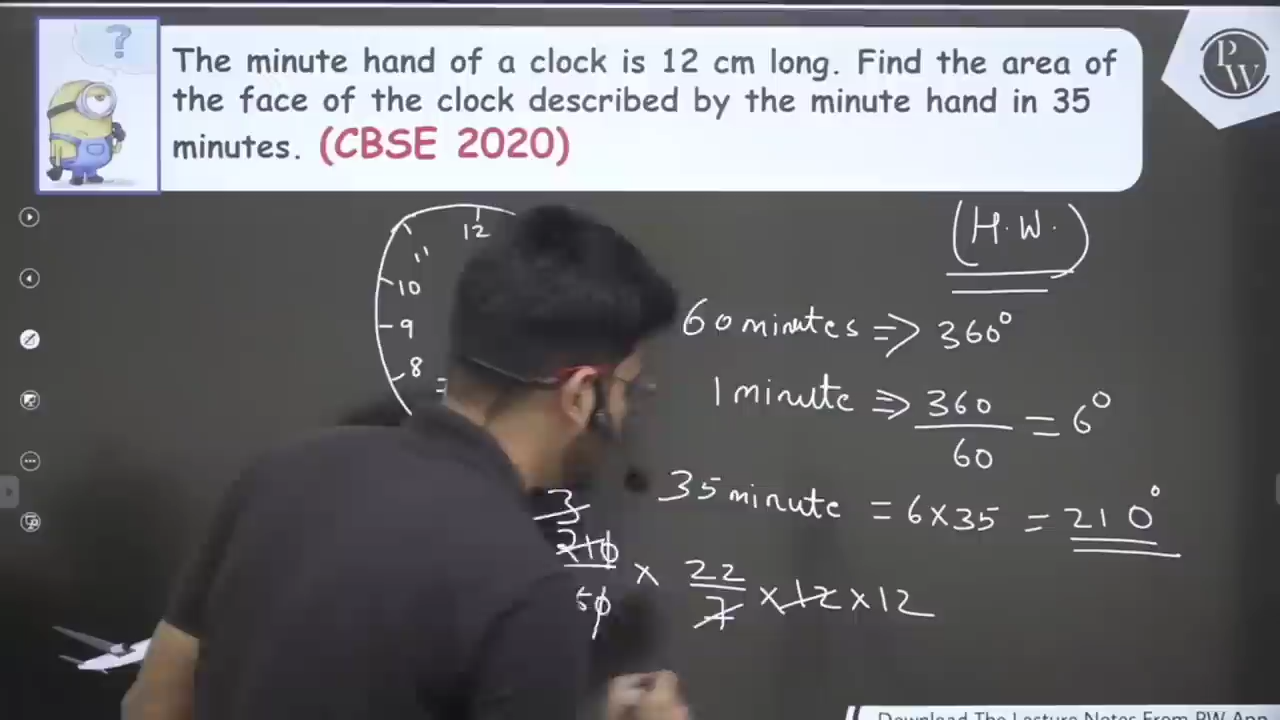 ?
The minute hand of a clock is 12 cm long. Find the area of
the face of the clock described by the minute hand in 35
minutes. (CBSE 2020)
PW
(H.W.)
12
11
10
9
8
60 minutes => 360°
1 minute => 360/60 = 6°
35 minute = 6×35 = 210°
3
210
× 22/7 ×12×12